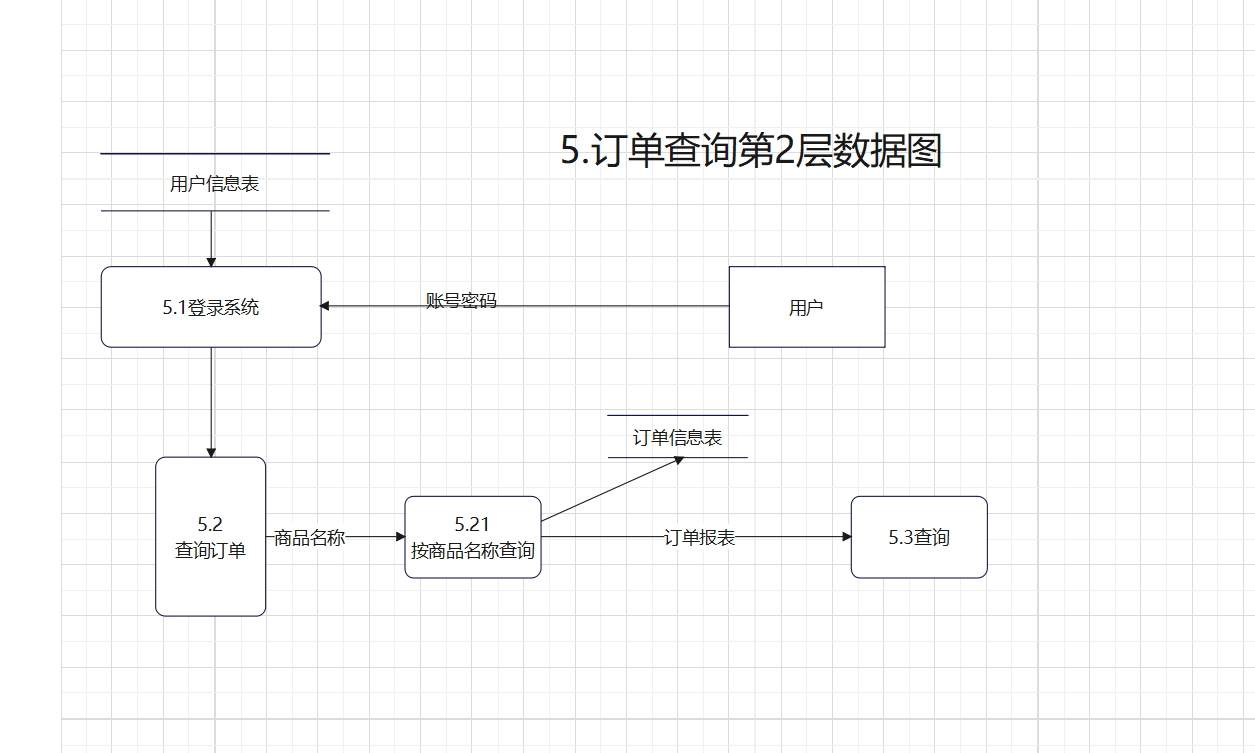 5.订单查询第2层数据图
用户信息表
5.1登录系统
账号密码
用户
订单信息表
5.2
查询订单
商品名称
5.21
按商品名称查询
订单报表
5.3查询